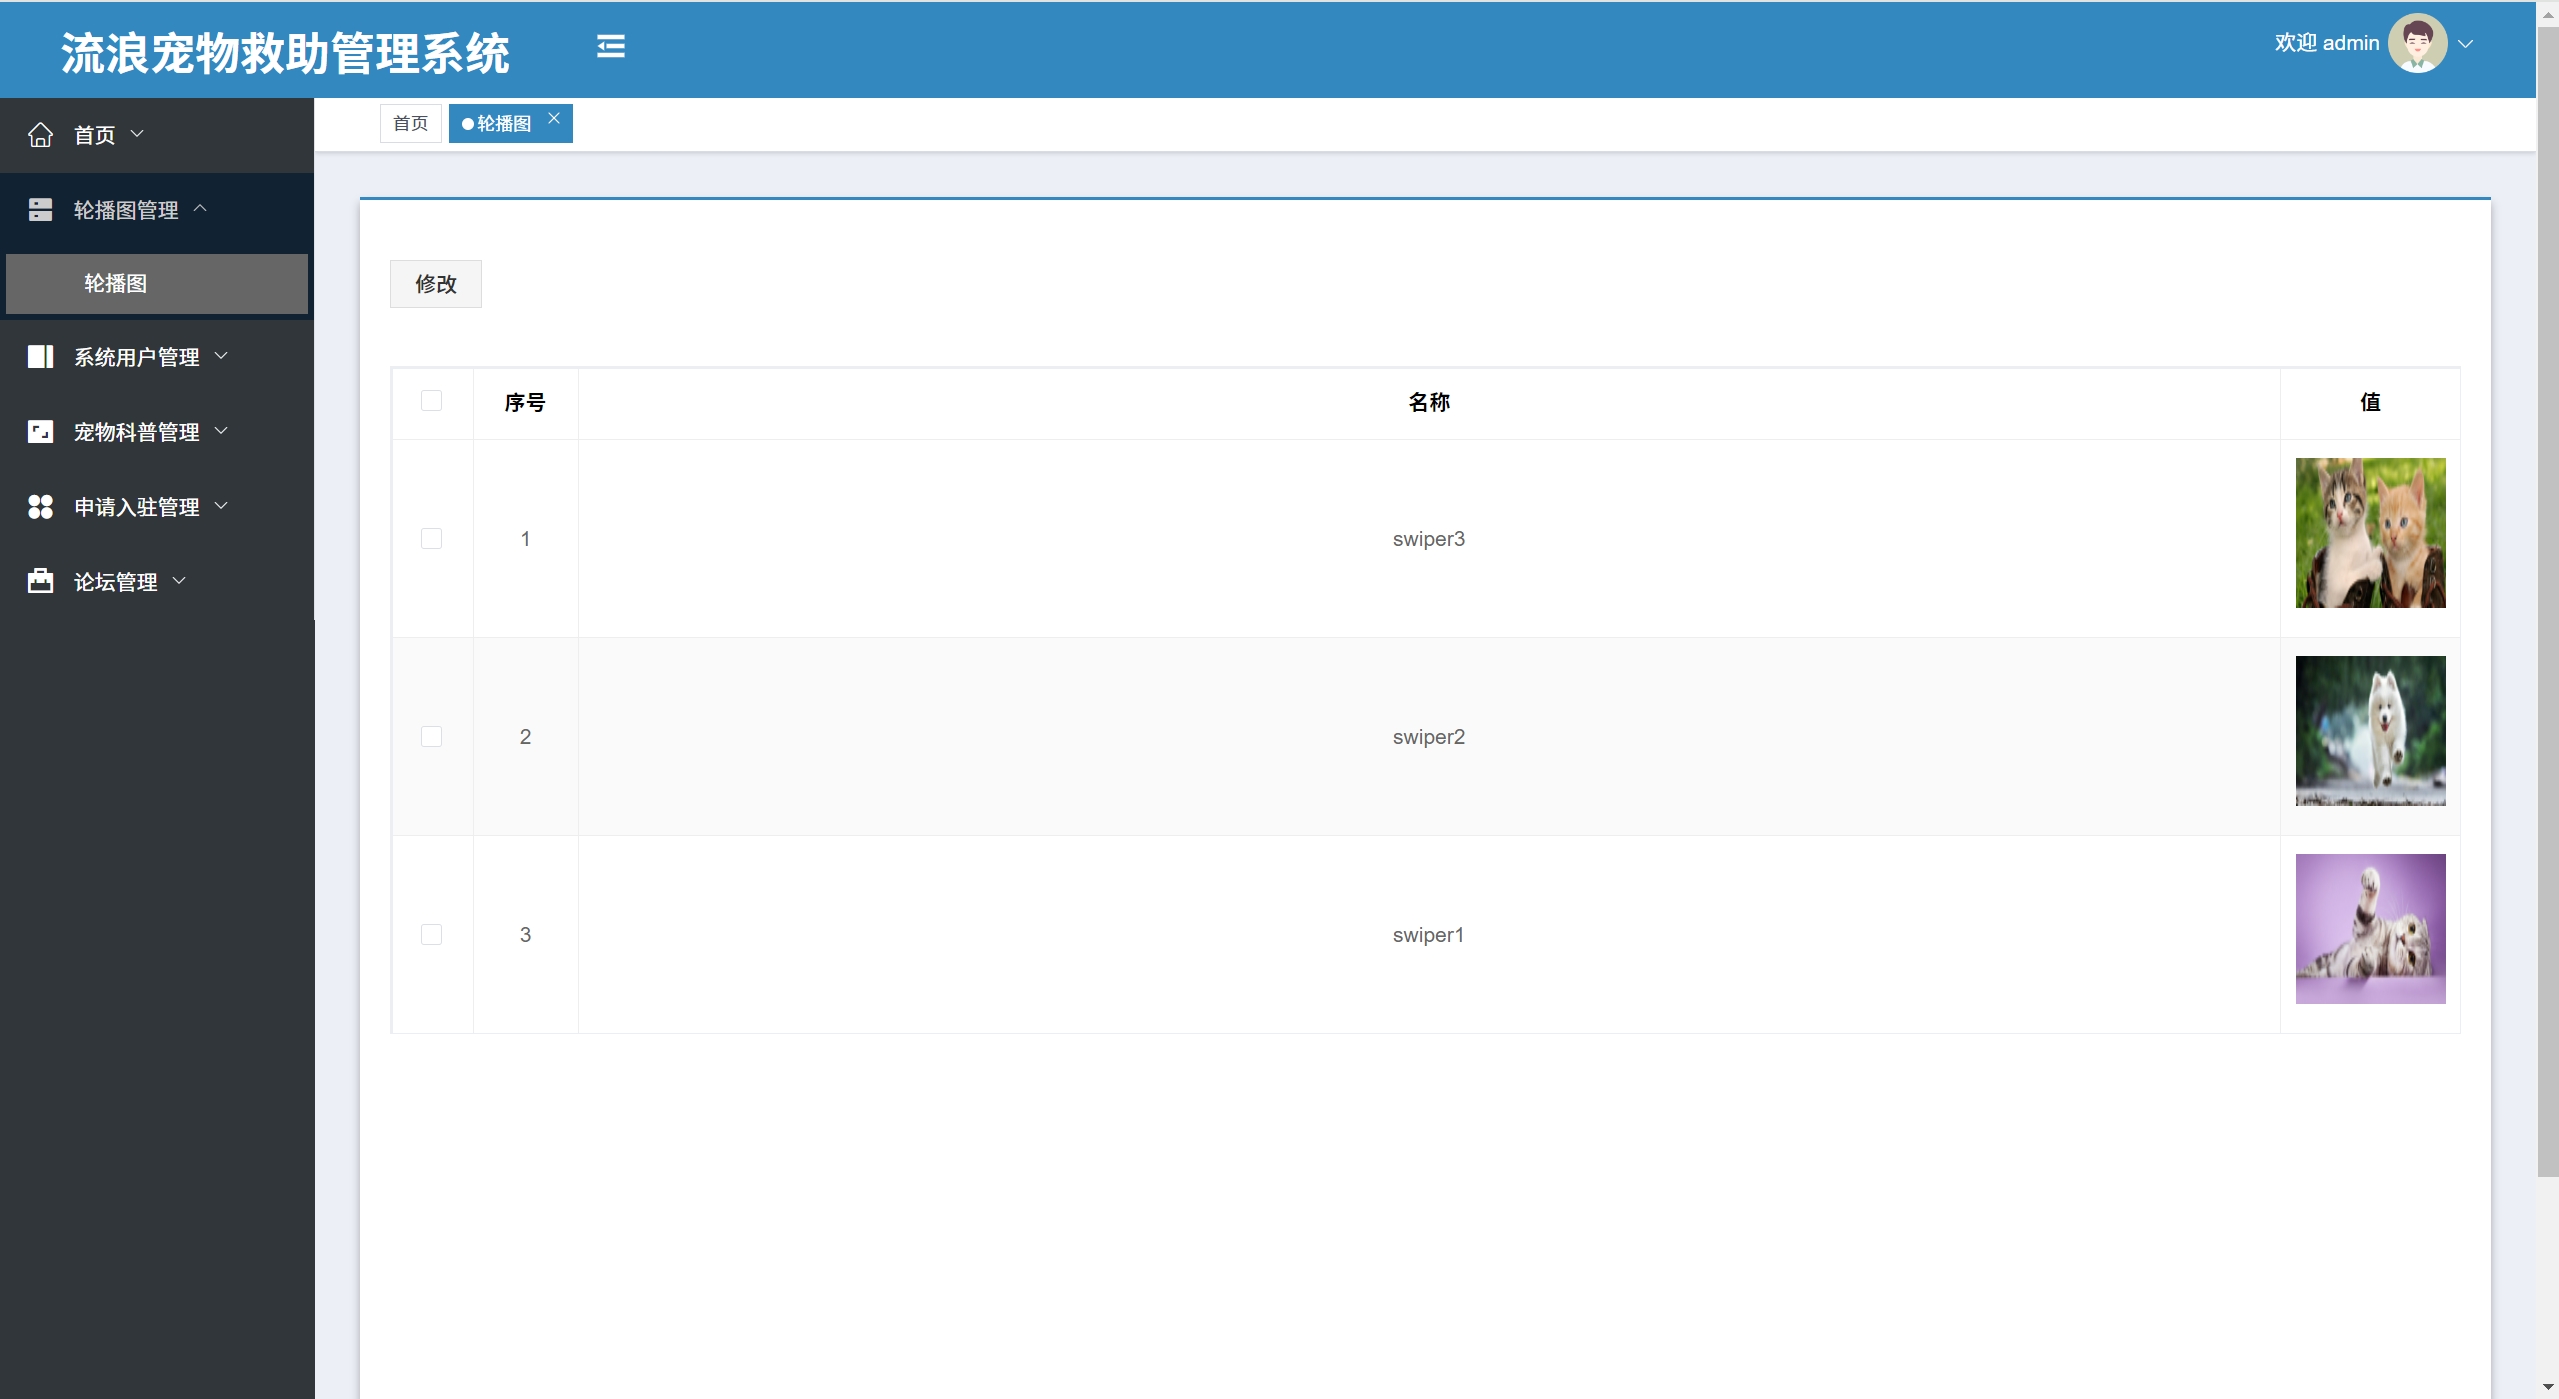 流浪宠物救助管理系统
欢迎 admin
首页
轮播图管理
轮播图
系统用户管理
宠物科普管理
申请入驻管理
论坛管理
首页
轮播图
修改
序号 名称 值
1 swiper3
2 swiper2
3 swiper1